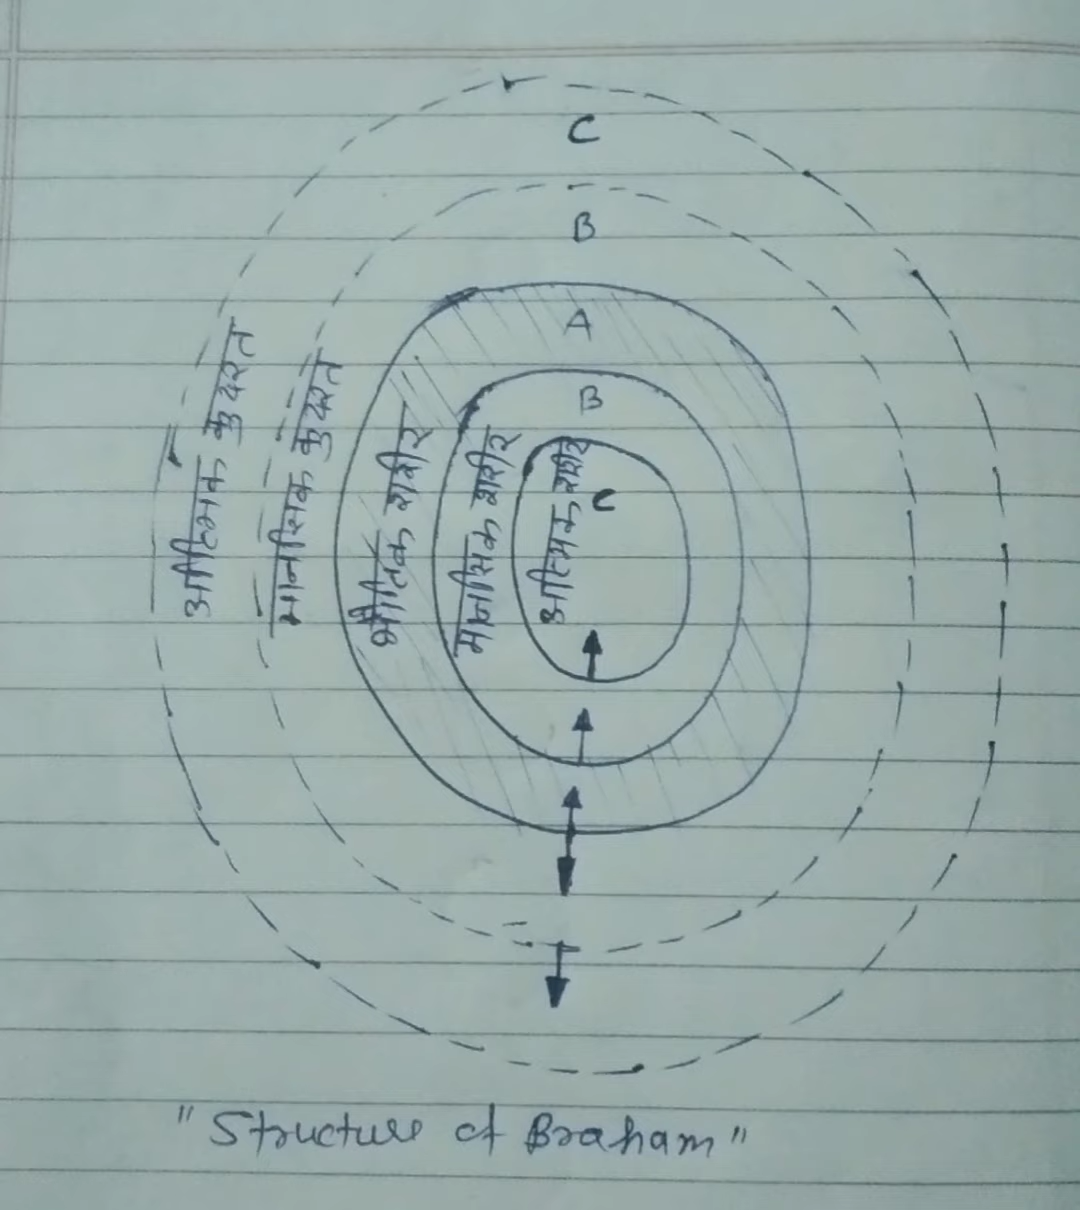 C
B
A
B
C
आत्मिक कुदरत
मानसिक कुदरत
भौतिक शरीर
मानसिक शरीर
आत्मिक शरीर
"Structure of Braham"